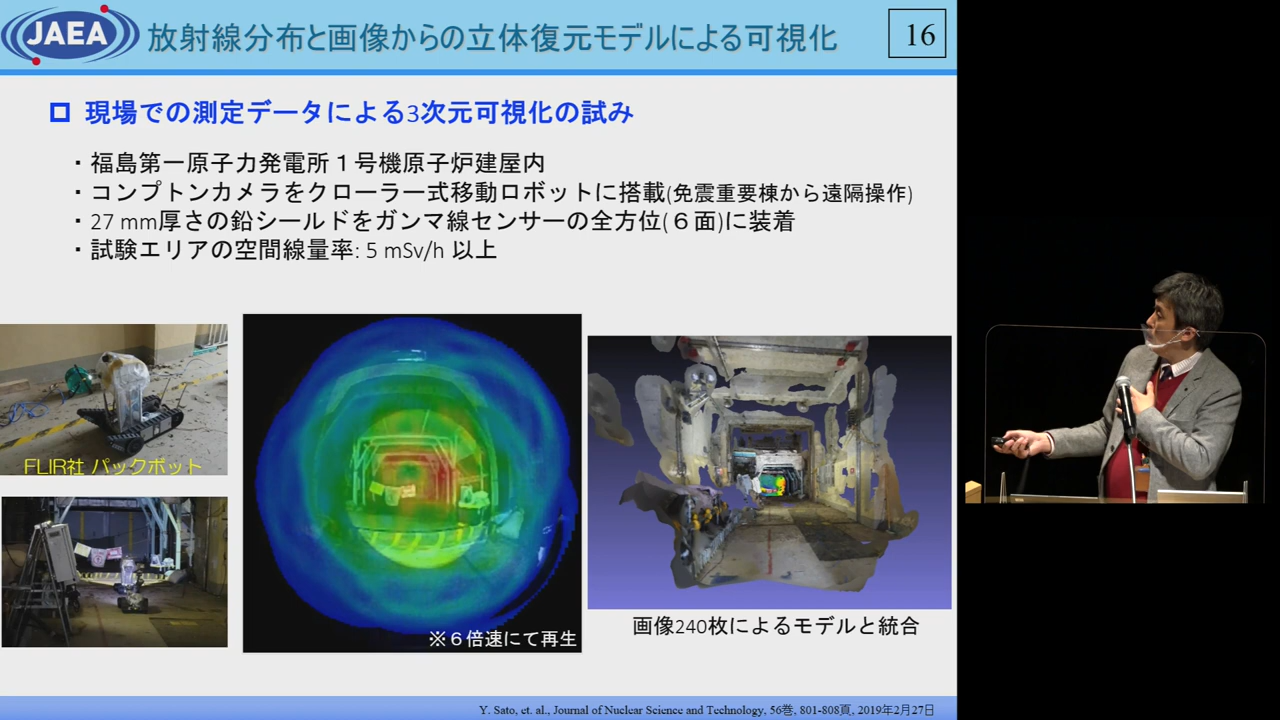 JAEA
放射線分布と画像からの立体復元モデルによる可視化
16
現場での測定データによる3次元可視化の試み
・福島第一原子力発電所１号機原子炉建屋内
・コンプトンカメラをクローラー式移動ロボットに搭載(免震重要棟から遠隔操作)
・27 mm厚さの鉛シールドをガンマ線センサーの全方位(６面)に装着
・試験エリアの空間線量率: 5 mSv/h 以上
FLIR社 パックボット
※６倍速にて再生
画像240枚によるモデルと統合
Y. Sato, et. al., Journal of Nuclear Science and Technology, 56巻, 801-808頁, 2019年2月27日